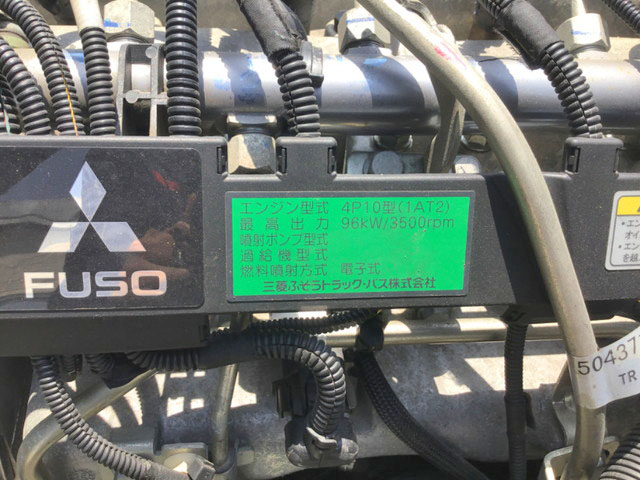 FUSO
エンジン型式 4P10型(1AT2)
最高出力 96kW/3500rpm
噴射ポンプ型式
過給機型式
燃料噴射方式 電子式
三菱ふそうトラック・バス株式会社
50437
TR